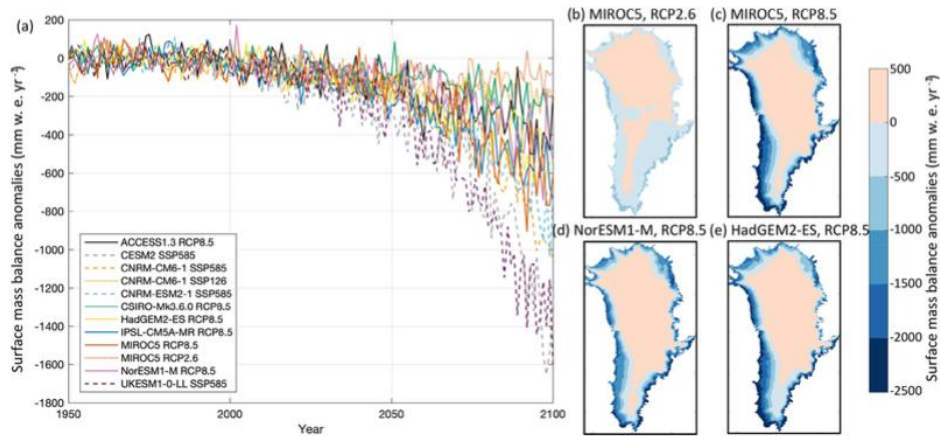 (a)
Surface mass balance anomalies (mm w. e. yr⁻²)
200
0
-200
-400
-600
-800
-1000
-1200
-1400
-1600
-1800
1950
2000
2050
2100
Year
ACCESS1.3 RCP8.5
CESM2 SSP585
CNRM-CM6-1 SSP585
CNRM-CM6-1 SSP126
CNRM-ESM2-1 SSP585
CSIRO-Mk3.6.0 RCP8.5
HadGEM2-ES RCP8.5
IPSL-CM5A-MR RCP8.5
MIROC5 RCP8.5
MIROC5 RCP2.6
NorESM1-M RCP8.5
UKESM1-0-LL SSP585
(b) MIROC5, RCP2.6
(c) MIROC5, RCP8.5
(d) NorESM1-M, RCP8.5
(e) HadGEM2-ES, RCP8.5
500
0
-500
-1000
-2000
-2500
Surface mass balance anomalies (mm w. e. yr⁻²)